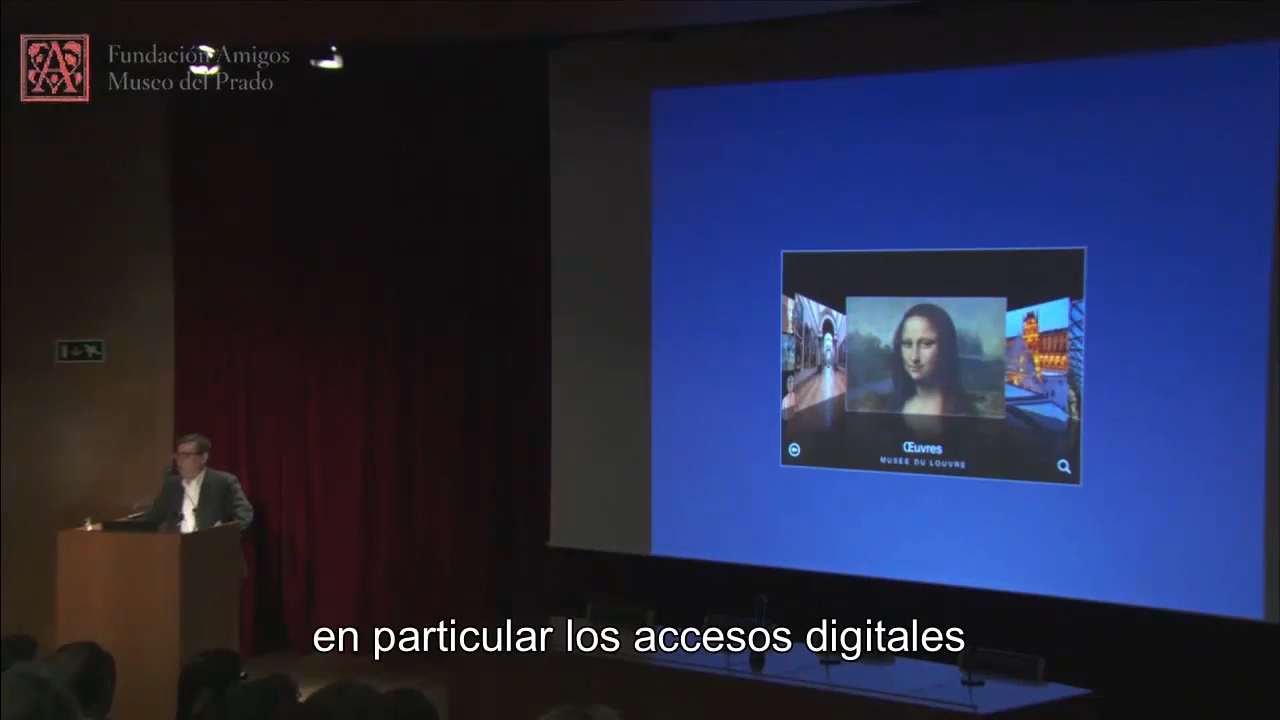 Fundación Amigos
Museo del Prado
Œuvres
MUSÉE DU LOUVRE
en particular los accesos digitales